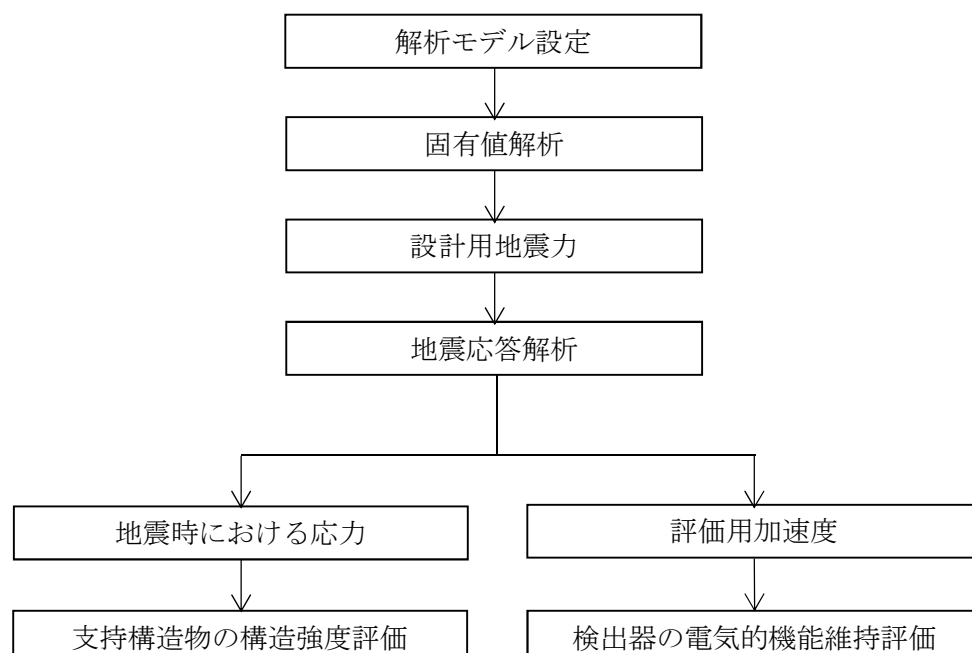 解析モデル設定
固有値解析
設計用地震力
地震応答解析
地震時における応力
評価用加速度
支持構造物の構造強度評価
検出器の電気的機能維持評価